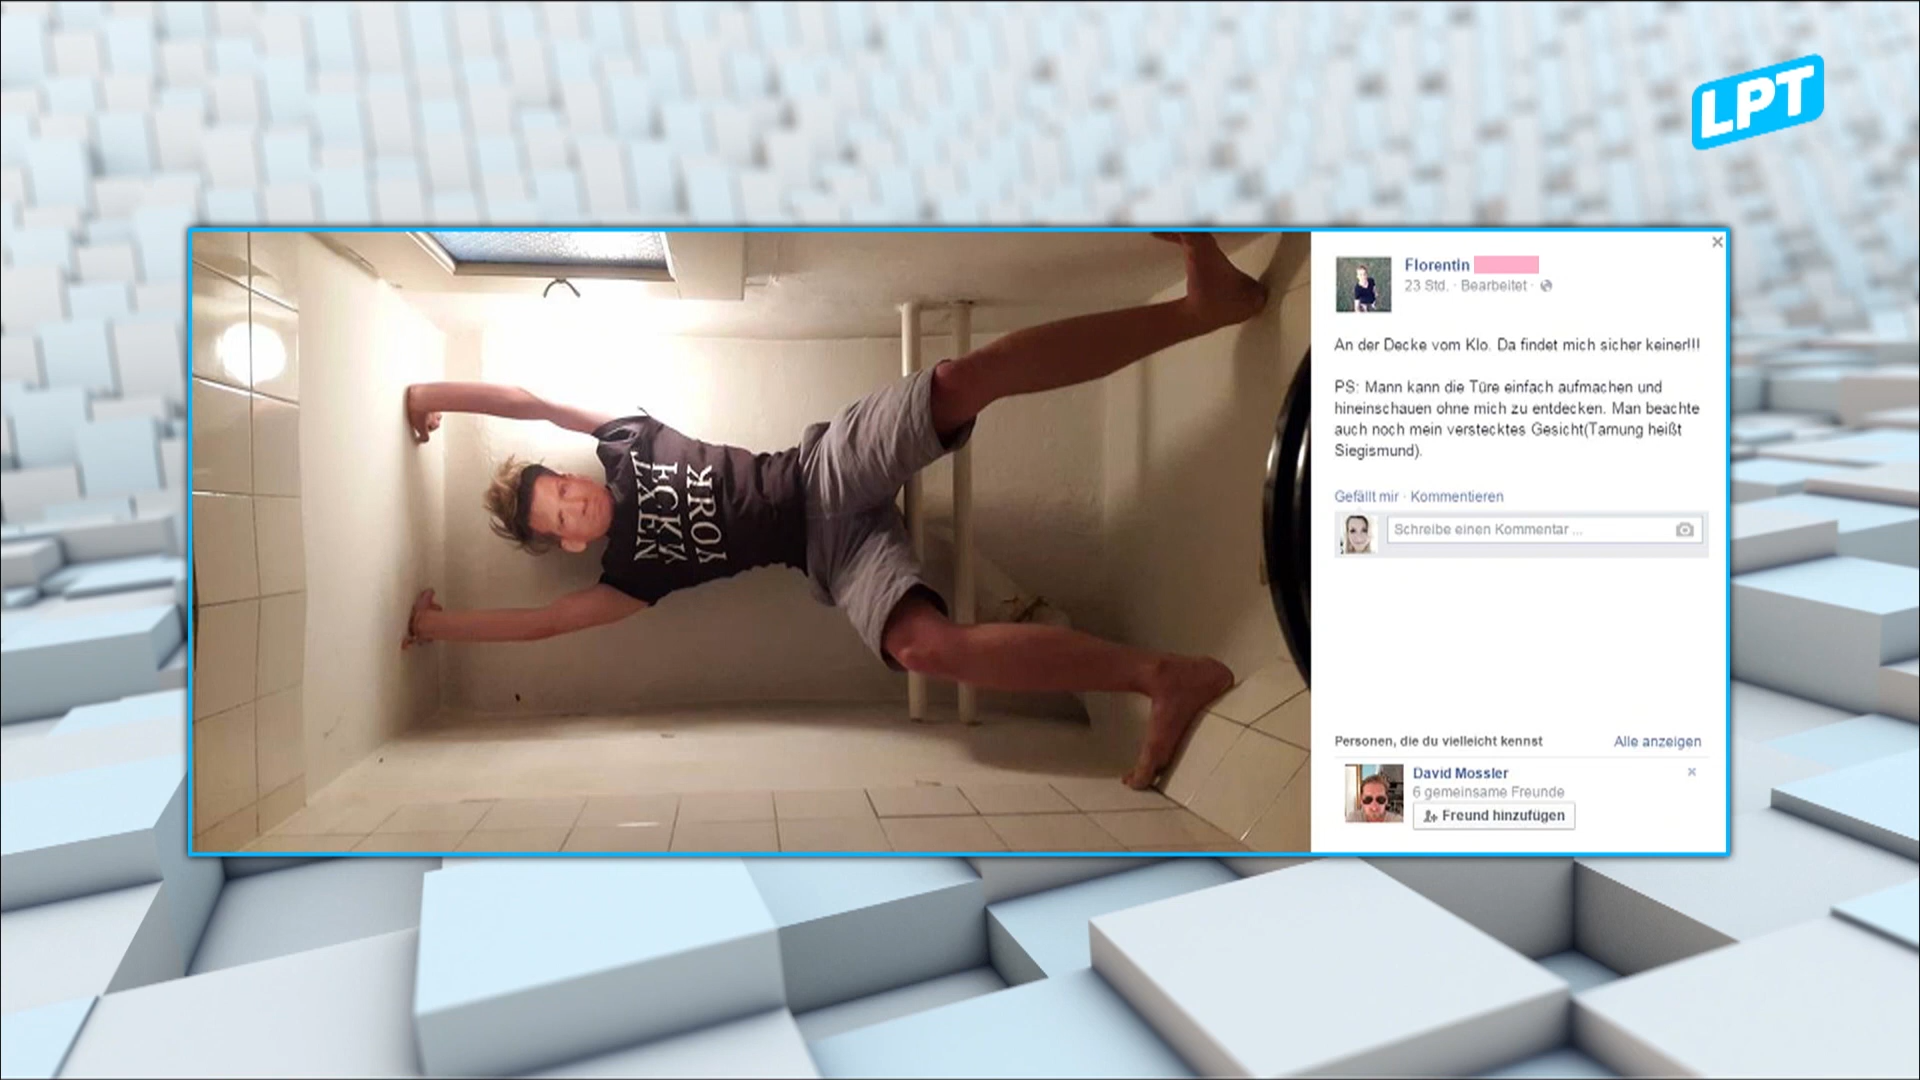 LPT
Florentin
23 Std. · Bearbeitet ·
An der Decke vom Klo. Da findet mich sicher keiner!!!
PS: Mann kann die Türe einfach aufmachen und
hineinschauen ohne mich zu entdecken. Man beachte
auch noch mein verstecktes Gesicht(Tarnung heißt
Siegismund).
Gefällt mir · Kommentieren
Schreibe einen Kommentar ...
Personen, die du vielleicht kennst
Alle anzeigen
David Mossler
6 gemeinsame Freunde
Freund hinzufügen
YORK
FCKN
NEXT